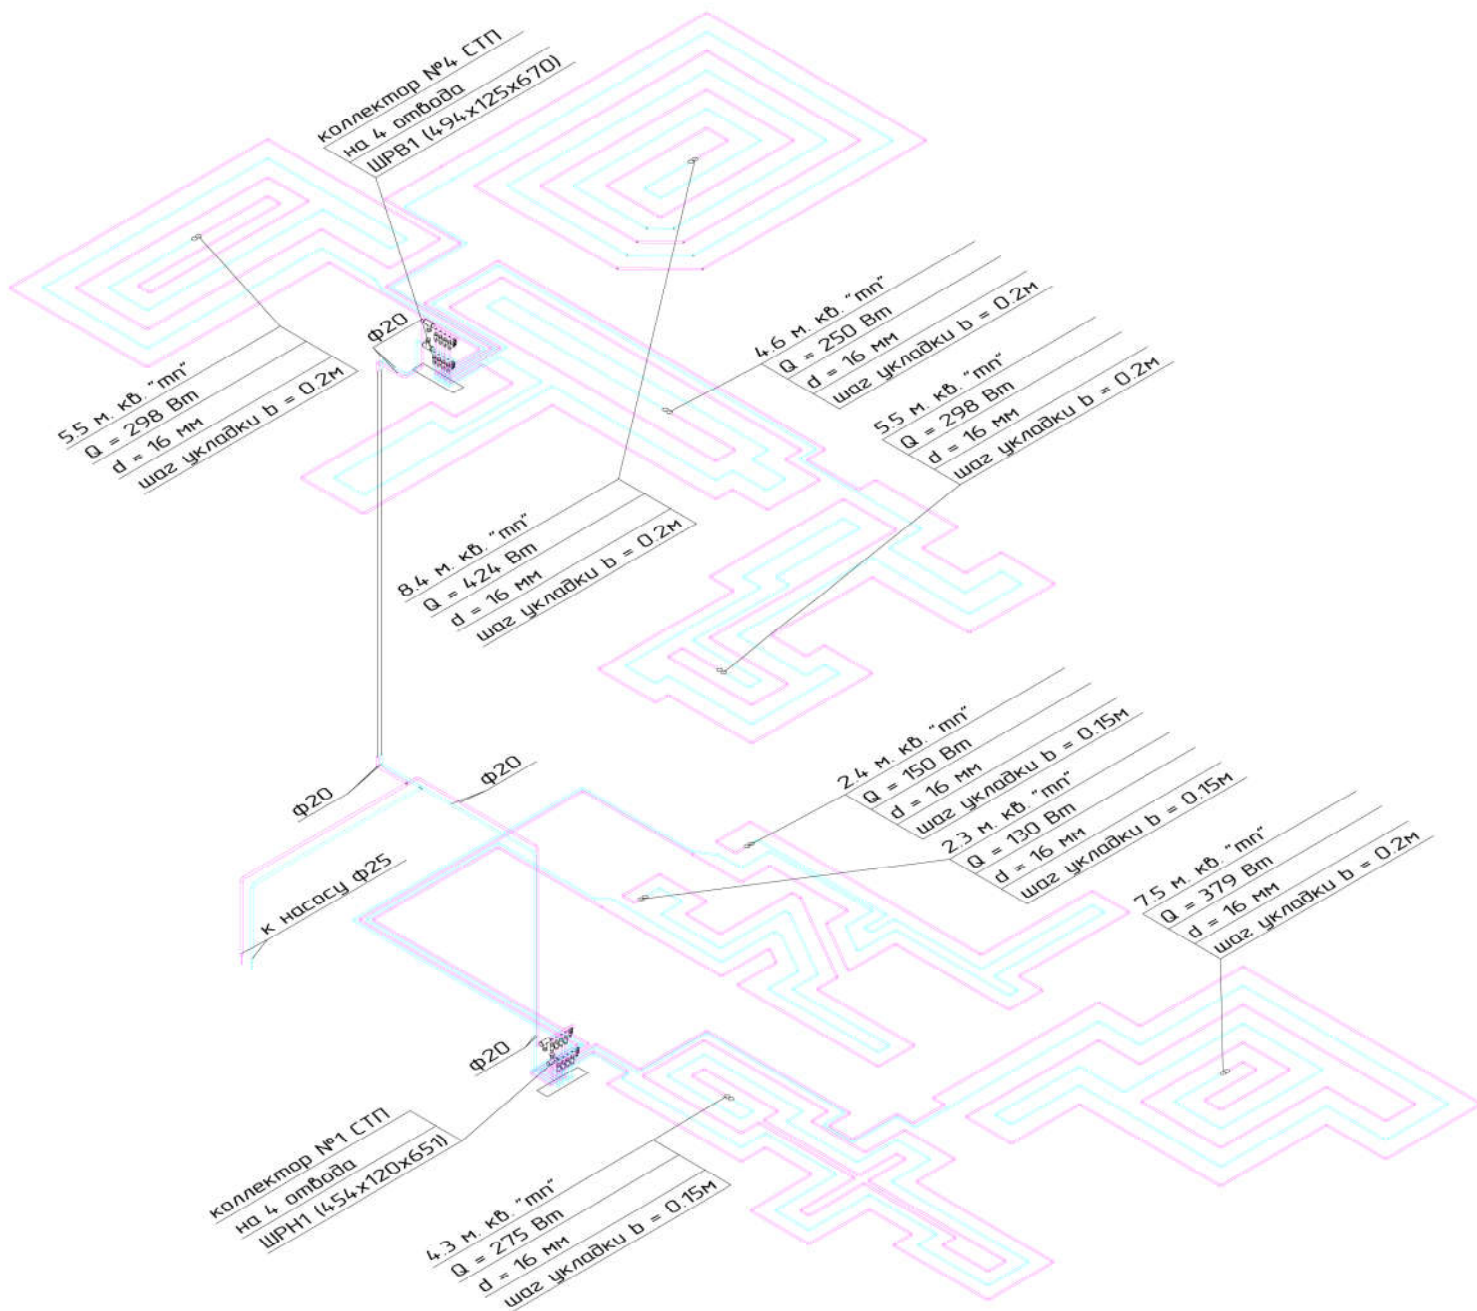 коллектор №4 СТП
на 4 отвода
ШРВ1 (494х125х670)
ф20
5.5 м. кв. "тп"
Q = 298 Вт
d = 16 мм
шаг укладки b = 0.2м
4.6 м. кв. "тп"
Q = 250 Вт
d = 16 мм
шаг укладки b = 0.2м
5.5 м. кв. "тп"
Q = 298 Вт
d = 16 мм
шаг укладки b = 0.2м
8.4 м. кв. "тп"
Q = 424 Вт
d = 16 мм
шаг укладки b = 0.2м
ф20
ф20
к насосу ф25
2.4 м. кв. "тп"
Q = 150 Вт
d = 16 мм
шаг укладки b = 0.15м
2.3 м. кв. "тп"
Q = 130 Вт
d = 16 мм
шаг укладки b = 0.15м
7.5 м. кв. "тп"
Q = 379 Вт
d = 16 мм
шаг укладки b = 0.2м
ф20
коллектор №1 СТП
на 4 отвода
ШРН1 (454х120х651)
4.3 м. кв. "тп"
Q = 275 Вт
d = 16 мм
шаг укладки b = 0.15м